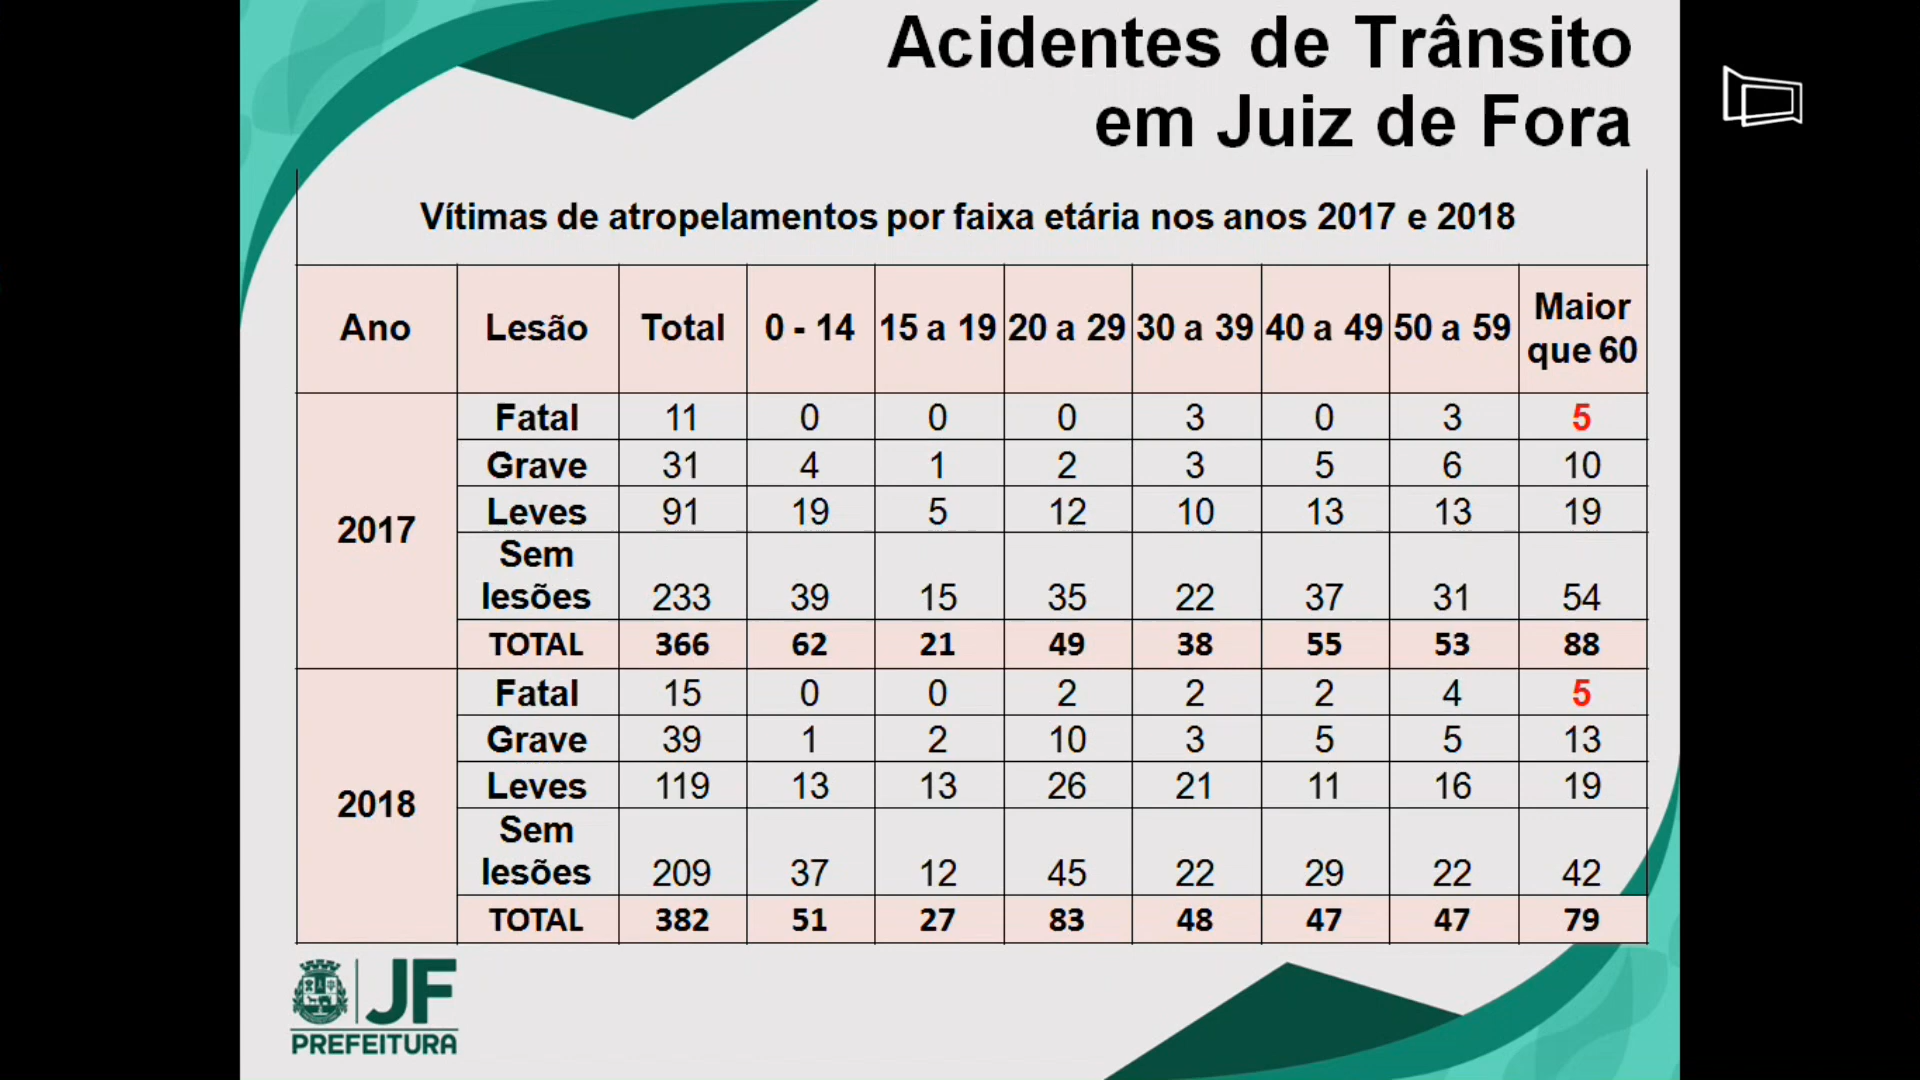 Acidentes de Trânsito
em Juiz de Fora
Vítimas de atropelamentos por faixa etária nos anos 2017 e 2018
Ano Lesão Total 0 - 14 15 a 19 20 a 29 30 a 39 40 a 49 50 a 59 Maior que 60
2017
Fatal 11 0 0 0 3 0 3 5
Grave 31 4 1 2 3 5 6 10
Leves 91 19 5 12 10 13 13 19
Sem lesões 233 39 15 35 22 37 31 54
TOTAL 366 62 21 49 38 55 53 88
2018
Fatal 15 0 0 2 2 2 4 5
Grave 39 1 2 10 3 5 5 13
Leves 119 13 13 26 21 11 16 19
Sem lesões 209 37 12 45 22 29 22 42
TOTAL 382 51 27 83 48 47 47 79
JF
PREFEITURA